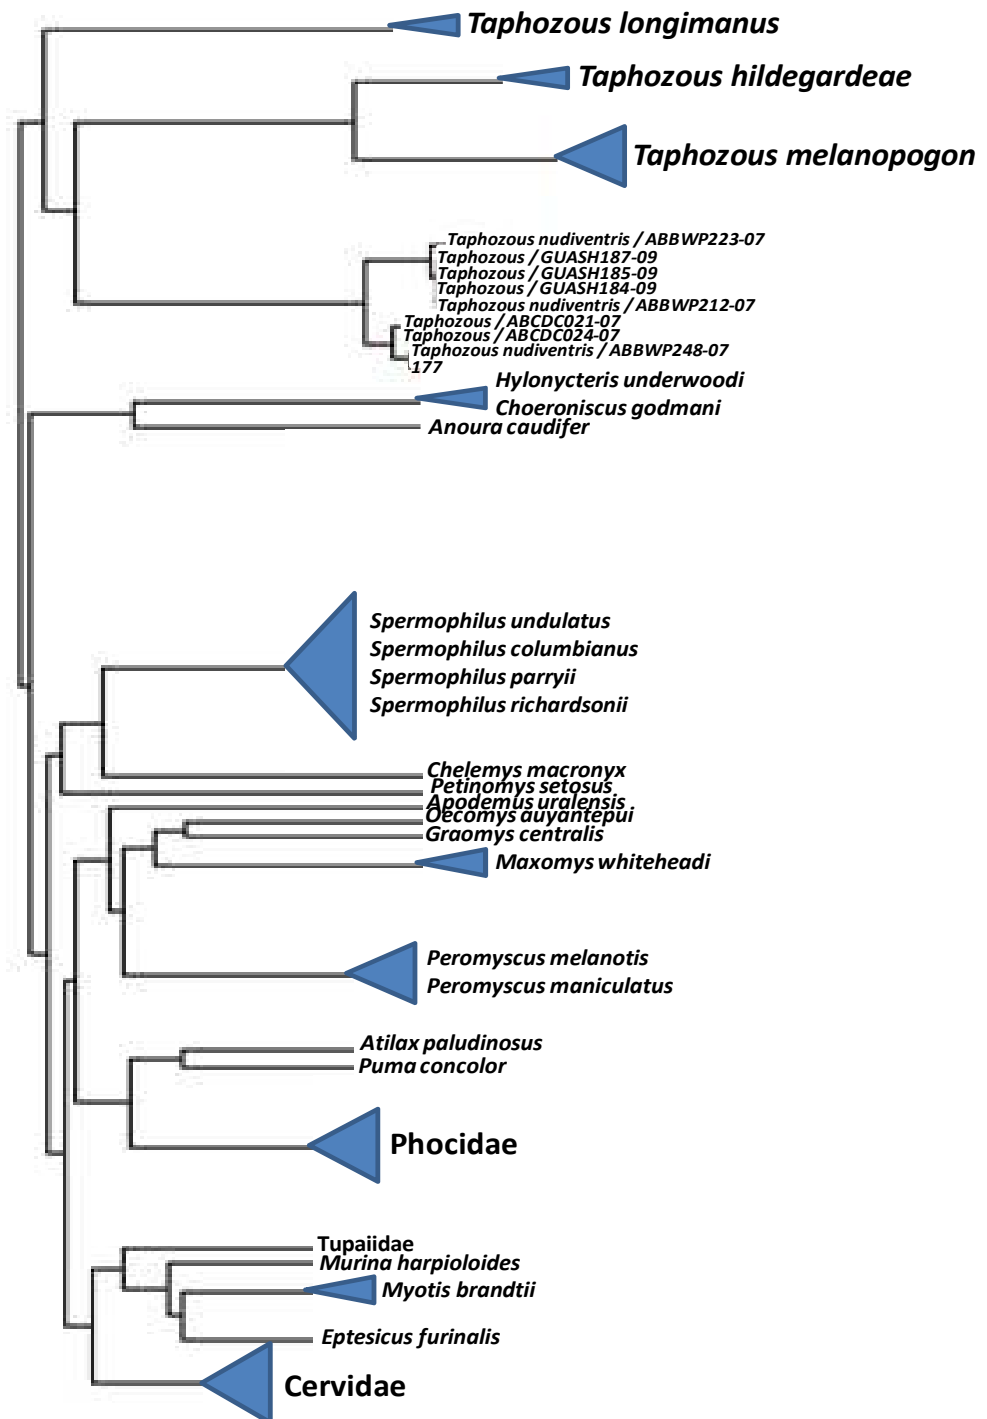 Taphozous longimanus
Taphozous hildegardeae
Taphozous melanopogon
Taphozous nudiventris / ABBWP223-07
Taphozous / GUASH187-09
Taphozous / GUASH185-09
Taphozous / GUASH184-09
Taphozous nudiventris / ABBWP212-07
Taphozous / ABCDC021-07
Taphozous / ABCDC024-07
Taphozous nudiventris / ABBWP248-07
177
Hylonycteris underwoodi
Choeroniscus godmani
Anoura caudifer
Spermophilus undulatus
Spermophilus columbianus
Spermophilus parryii
Spermophilus richardsonii
Chelemys macronyx
Petinomys setosus
Apodemus uralensis
Oecomys auyantepui
Graomys centralis
Maxomys whiteheadi
Peromyscus melanotis
Peromyscus maniculatus
Atilax paludinosus
Puma concolor
Phocidae
Tupaiidae
Murina harpioloides
Myotis brandtii
Eptesicus furinalis
Cervidae